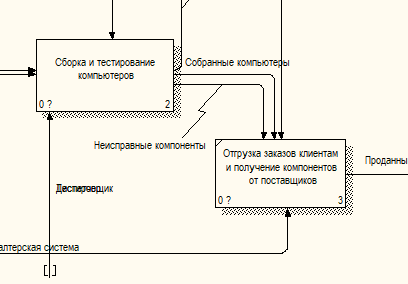 Сборка и тестирование
компьютеров
0 ?
2
Собранные компьютеры
Неисправные компоненты
Отгрузка заказов клиентам
и получение компонентов
от поставщиков
0 ?
3
Проданны
алтерская система